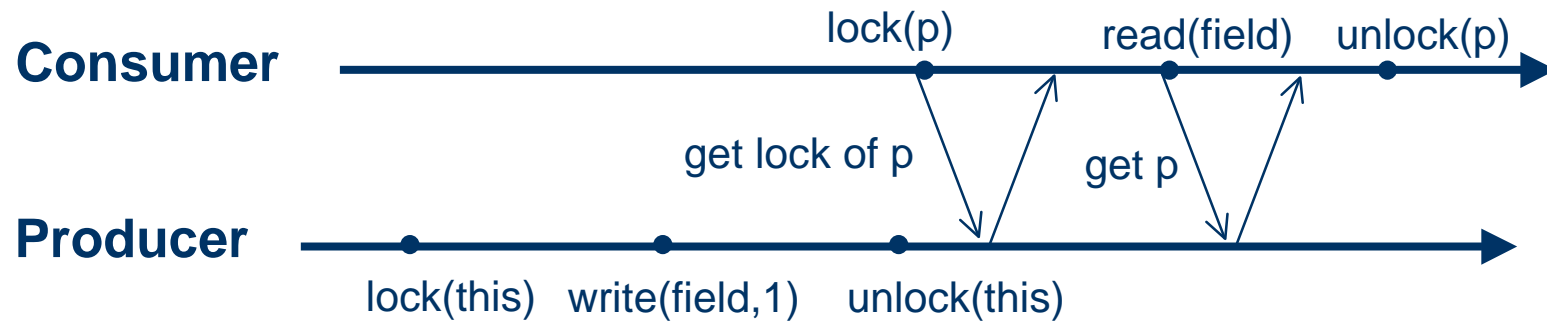 lock(p) read(field) unlock(p)
Consumer
get lock of p get p
Producer
lock(this) write(field,1) unlock(this)